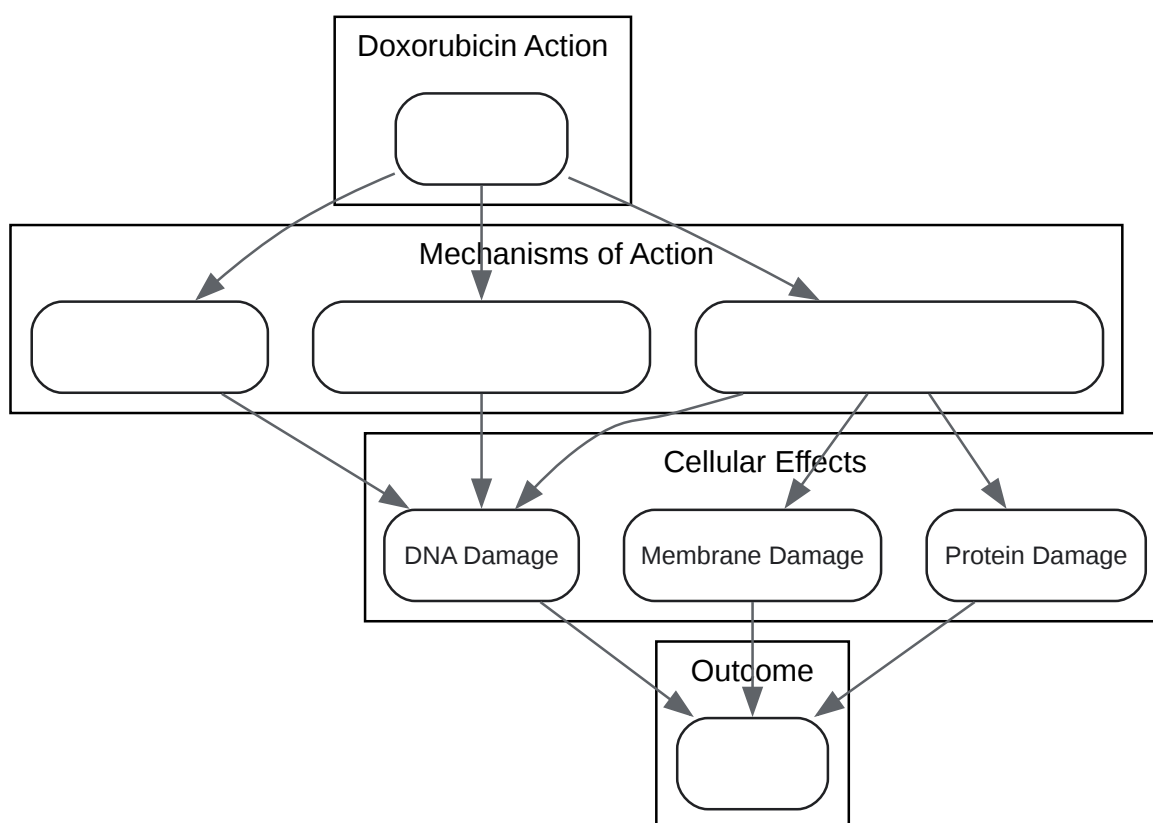 Doxorubicin Action
Mechanisms of Action
Cellular Effects
DNA Damage
Membrane Damage
Protein Damage
Outcome